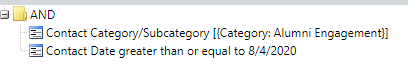 AND
Contact Category/Subcategory [{Category: Alumni Engagement}]
Contact Date greater than or equal to 8/4/2020